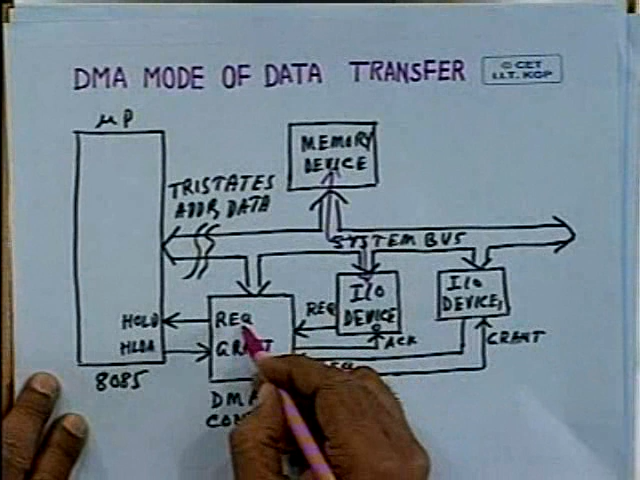 DMA MODE OF DATA TRANSFER
© CET
I.I.T. KGP
μP
MEMORY
DEVICE
TRISTATES
ADDR, DATA
SYSTEM BUS
I/O
DEVICE
I/O
DEVICE,
HOLD
REQ
REQ
HLDA
GRANT
ACK
GRANT
8085
DMA